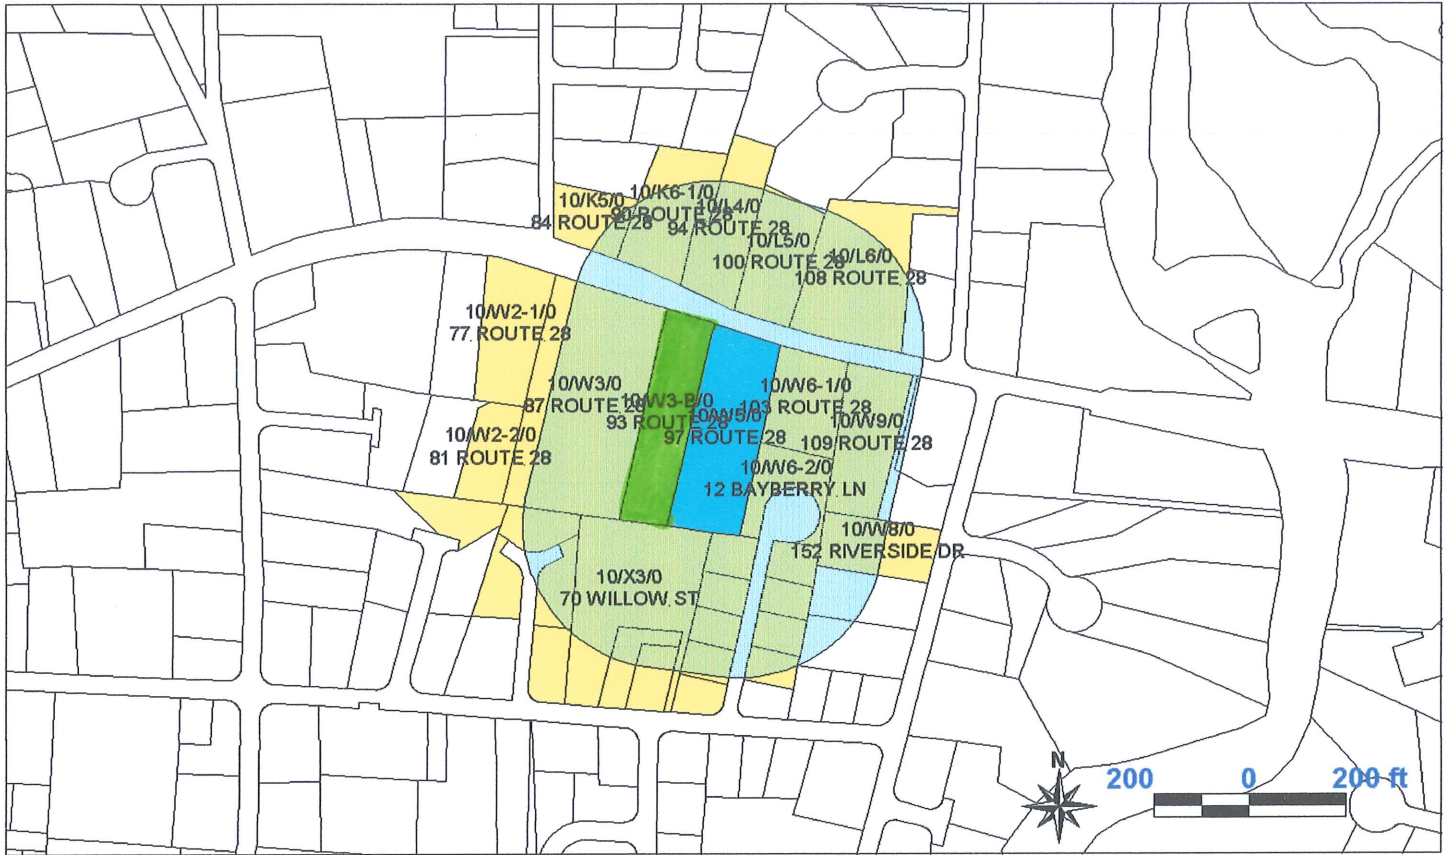 10/K5/0
84 ROUTE 28
10/K6-1/0
90 ROUTE 28
10/L4/0
94 ROUTE 28
10/L5/0
100 ROUTE 28
10/L6/0
108 ROUTE 28
10/W2-1/0
77 ROUTE 28
10/W2-2/0
81 ROUTE 28
10/W3/0
87 ROUTE 28
10/W3-B/0
93 ROUTE 28
10/W5/0
97 ROUTE 28
10/W6-1/0
103 ROUTE 28
10/W9/0
109 ROUTE 28
10/W6-2/0
12 BAYBERRY LN
10/W8/0
152 RIVERSIDE DR
10/X3/0
70 WILLOW ST
N
200 0 200 ft